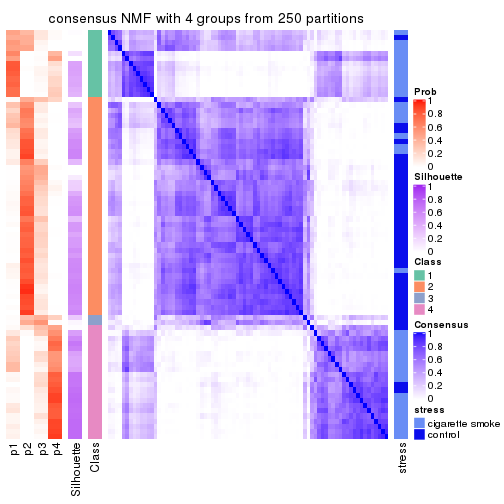 consensus NMF with 4 groups from 250 partitions
Prob
1
0.8
0.6
0.4
0.2
0
Silhouette
1
0.8
0.6
0.4
0.2
0
Class
1
2
3
4
Consensus
1
0.8
0.6
0.4
0.2
0
stress
cigarette smoke
control
p1
p2
p3
p4
Silhouette
Class
stress